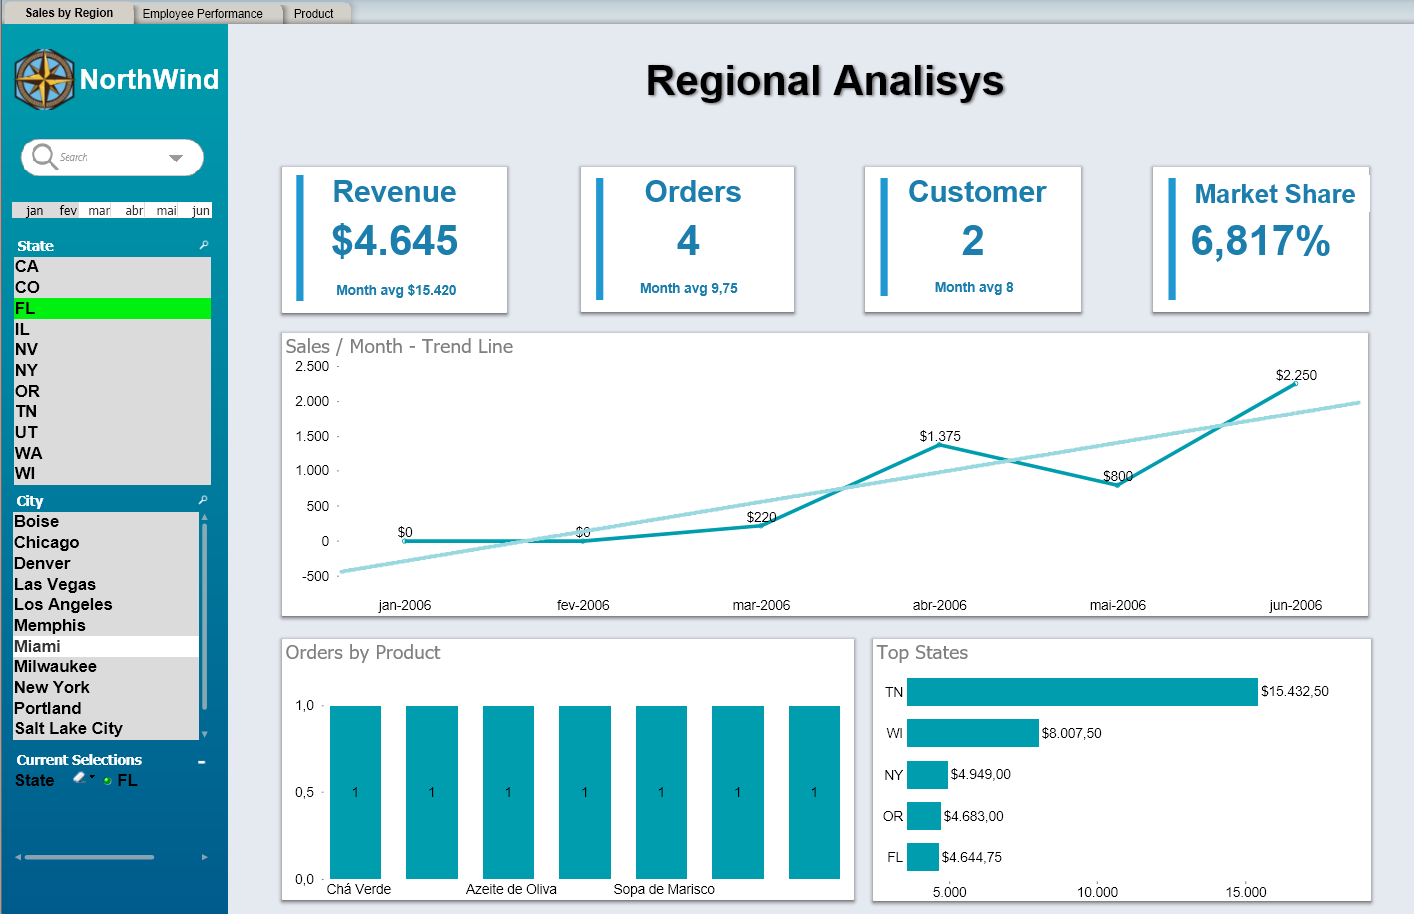 Sales by Region
Employee Performance
Product
NorthWind
Search
jan fev mar abr mai jun
State
CA
CO
FL
IL
NV
NY
OR
TN
UT
WA
WI
City
Boise
Chicago
Denver
Las Vegas
Los Angeles
Memphis
Miami
Milwaukee
New York
Portland
Salt Lake City
Current Selections
State FL
Regional Analisys
Revenue
$4.645
Month avg $15.420
Orders
4
Month avg 9,75
Customer
2
Month avg 8
Market Share
6,817%
Sales / Month - Trend Line
2.500
2.000
1.500
1.000
500
0
-500
$0
$0
$220
$1.375
$800
$2.250
jan-2006
fev-2006
mar-2006
abr-2006
mai-2006
jun-2006
Orders by Product
1,0
0,5
0,0
1
1
1
1
1
1
1
Chá Verde
Azeite de Oliva
Sopa de Marisco
Top States
TN $15.432,50
WI $8.007,50
NY $4.949,00
OR $4.683,00
FL $4.644,75
5.000
10.000
15.000